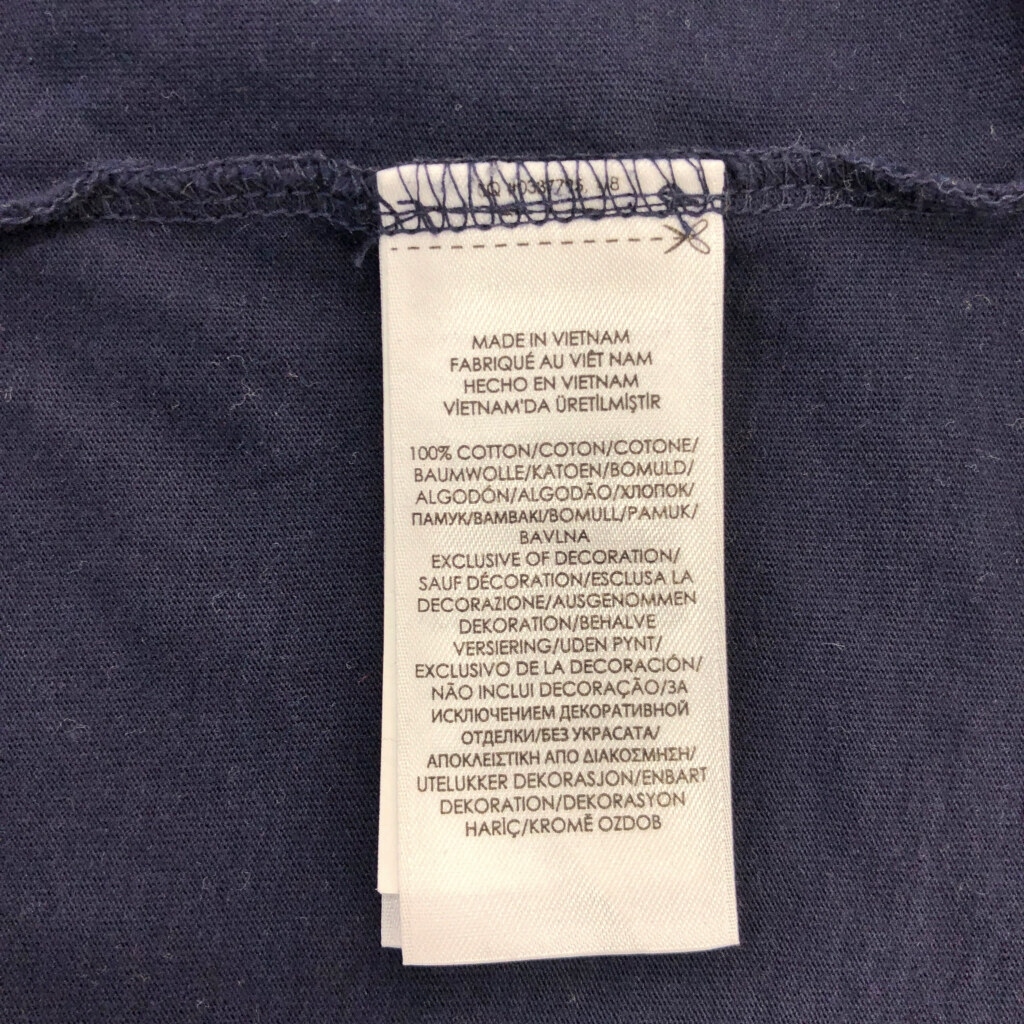 MADE IN VIETNAM
FABRIQUÉ AU VIÊT NAM
HECHO EN VIETNAM
VİETNAM'DA ÜRETİLMİŞTİR
100% COTTON/COTON/COTONE/
BAUMWOLLE/KATOEN/BOMULD/
ALGODÓN/ALGODÃO/ХЛОПОК/
ПАМУК/ΒΑΜΒΑΚΙ/BOMULL/PAMUK/
BAVLNA
EXCLUSIVE OF DECORATION/
SAUF DÉCORATION/ESCLUSA LA
DECORAZIONE/AUSGENOMMEN
DEKORATION/BEHALVE
VERSIERING/UDEN PYNT/
EXCLUSIVO DE LA DECORACIÓN/
NÃO INCLUI DECORAÇÃO/ЗА
ИСКЛЮЧЕНИЕМ ДЕКОРАТИВНОЙ
ОТДЕЛКИ/БЕЗ УКРАСАТА/
ΑΠΟΚΛΕΙΣΤΙΚΗ ΑΠΟ ΔΙΑΚΟΣΜΗΣΗ/
UTELUKKER DEKORASJON/ENBART
DEKORATION/DEKORASYON
HARİÇ/KROMĚ OZDOB